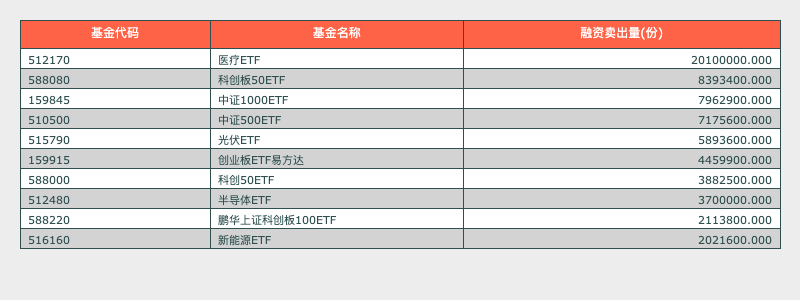 基金代码 基金名称 融资卖出量(份)
512170 医疗ETF 20100000.000
588080 科创板50ETF 8393400.000
159845 中证1000ETF 7962900.000
510500 中证500ETF 7175600.000
515790 光伏ETF 5893600.000
159915 创业板ETF易方达 4459900.000
588000 科创50ETF 3882500.000
512480 半导体ETF 3700000.000
588220 鹏华上证科创板100ETF 2113800.000
516160 新能源ETF 2021600.000